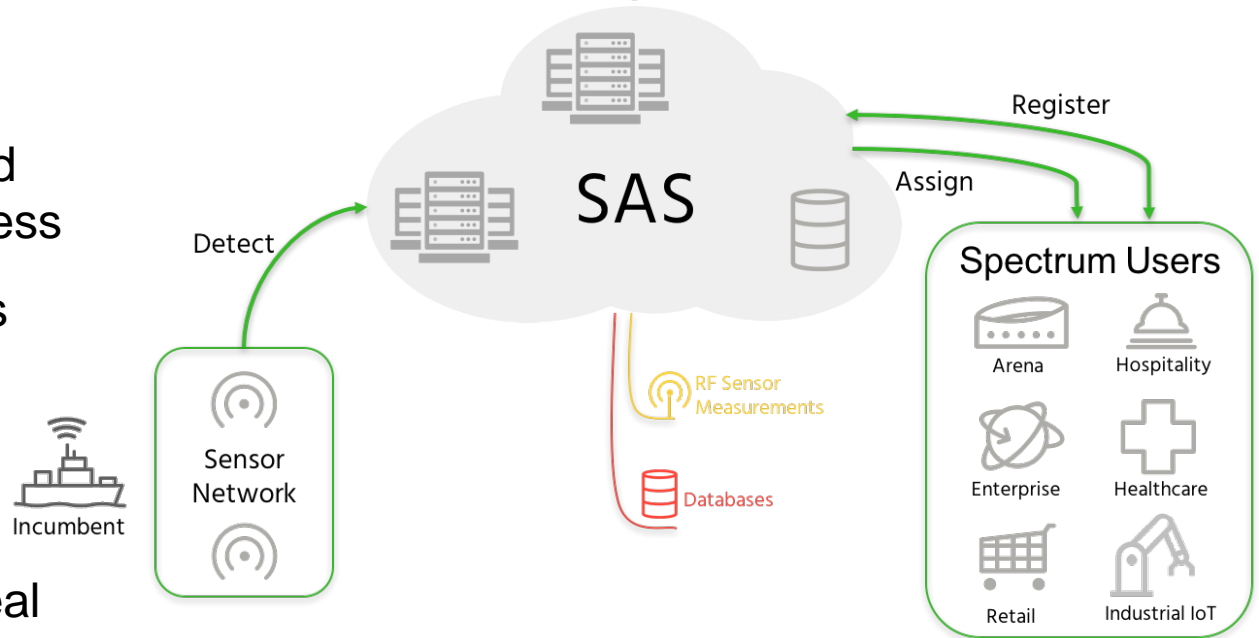 d
ess
s
eal
Detect
SAS
Register
Assign
Sensor
Network
Incumbent
RF Sensor
Measurements
Databases
Spectrum Users
Arena
Hospitality
Enterprise
Healthcare
Retail
Industrial IoT